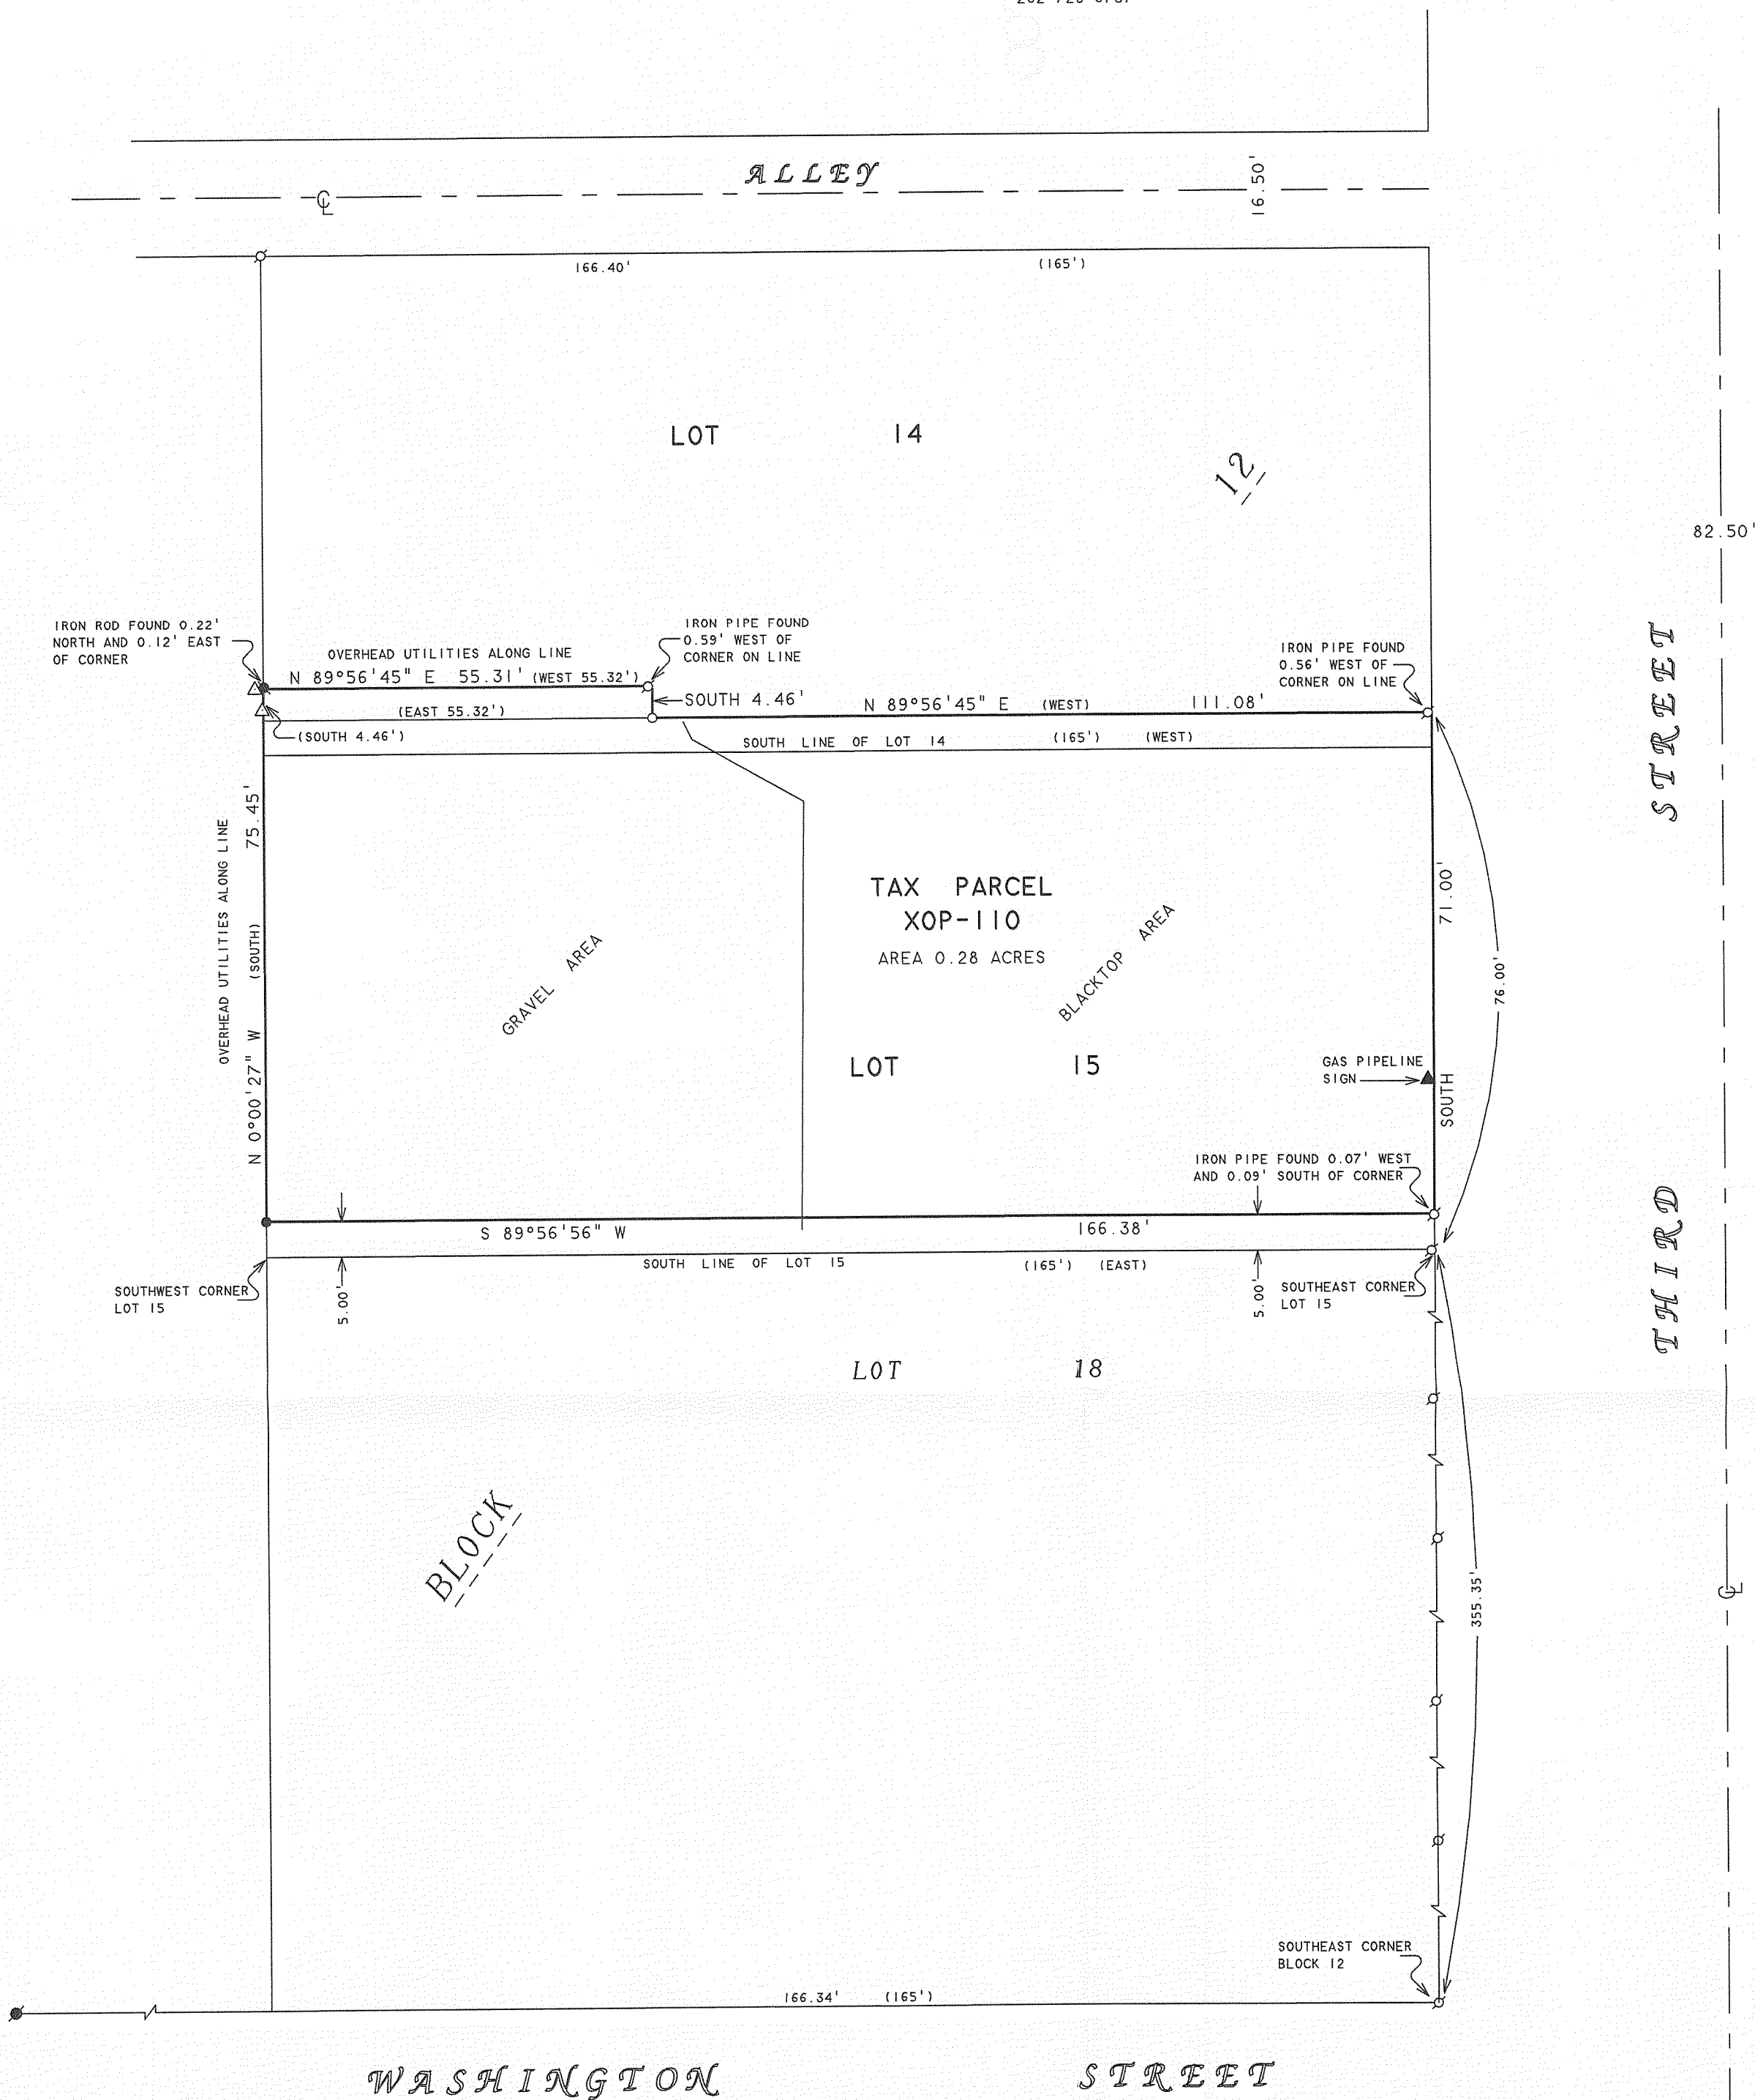 ALLEY
16.50'
℄
166.40' (165')
LOT 14
12
82.50'
IRON ROD FOUND 0.22'
NORTH AND 0.12' EAST
OF CORNER
IRON PIPE FOUND
0.59' WEST OF
CORNER ON LINE
IRON PIPE FOUND
0.56' WEST OF
CORNER ON LINE
OVERHEAD UTILITIES ALONG LINE
N 89°56'45" E 55.31' (WEST 55.32')
SOUTH 4.46'
N 89°56'45" E (WEST) 111.08'
(EAST 55.32')
(SOUTH 4.46')
SOUTH LINE OF LOT 14 (165') (WEST)
OVERHEAD UTILITIES ALONG LINE
N 0°00'27" W (SOUTH) 75.45'
TAX PARCEL
XOP-110
AREA 0.28 ACRES
GRAVEL AREA
BLACKTOP AREA
SOUTH 71.00'
76.00'
LOT 15
GAS PIPELINE
SIGN
IRON PIPE FOUND 0.07' WEST
AND 0.09' SOUTH OF CORNER
S 89°56'56" W 166.38'
SOUTH LINE OF LOT 15 (165') (EAST)
SOUTHWEST CORNER
LOT 15
5.00'
5.00'
SOUTHEAST CORNER
LOT 15
THIRD STREET
LOT 18
BLOCK
355.35'
℄
SOUTHEAST CORNER
BLOCK 12
166.34' (165')
WASHINGTON STREET